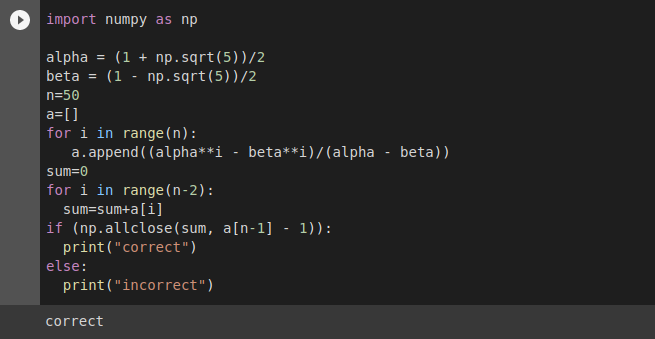 import numpy as np
alpha = (1 + np.sqrt(5))/2
beta = (1 - np.sqrt(5))/2
n=50
a=[]
for i in range(n):
   a.append((alpha**i - beta**i)/(alpha - beta))
sum=0
for i in range(n-2):
  sum=sum+a[i]
if (np.allclose(sum, a[n-1] - 1)):
  print("correct")
else:
  print("incorrect")
correct